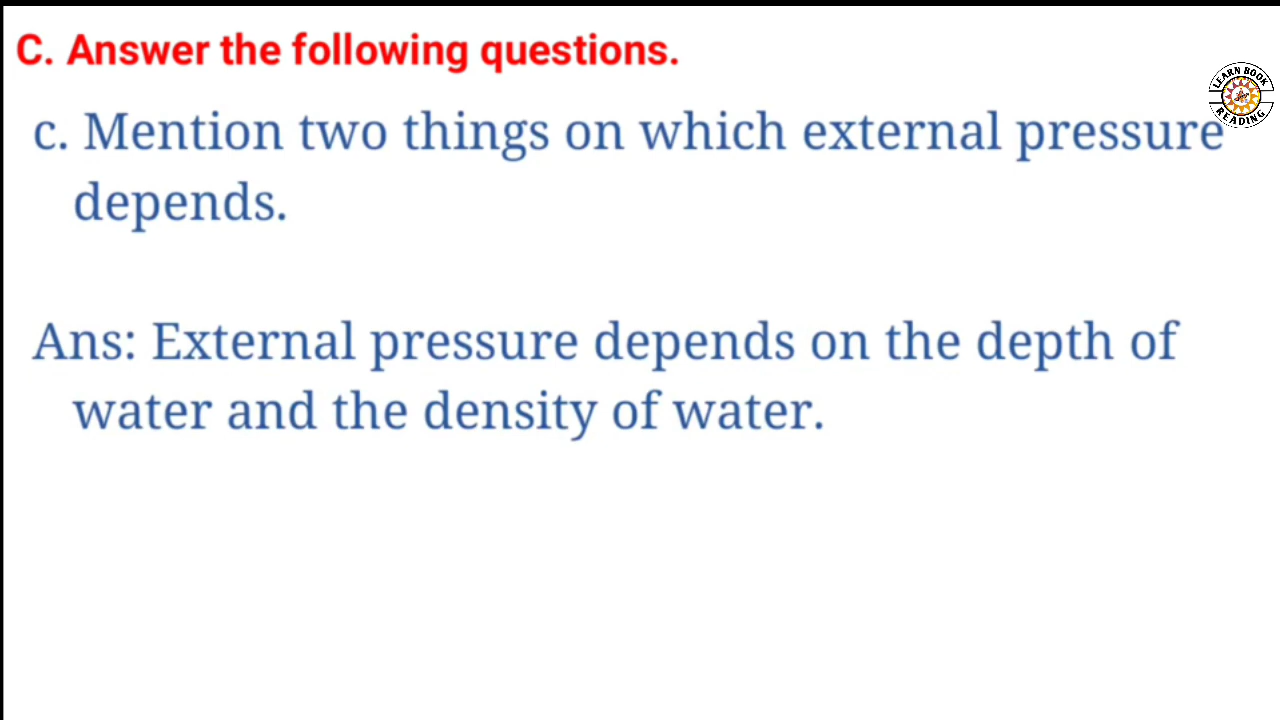 C. Answer the following questions.
LEARN BOOK
READING
c. Mention two things on which external pressure
depends.
Ans: External pressure depends on the depth of
water and the density of water.